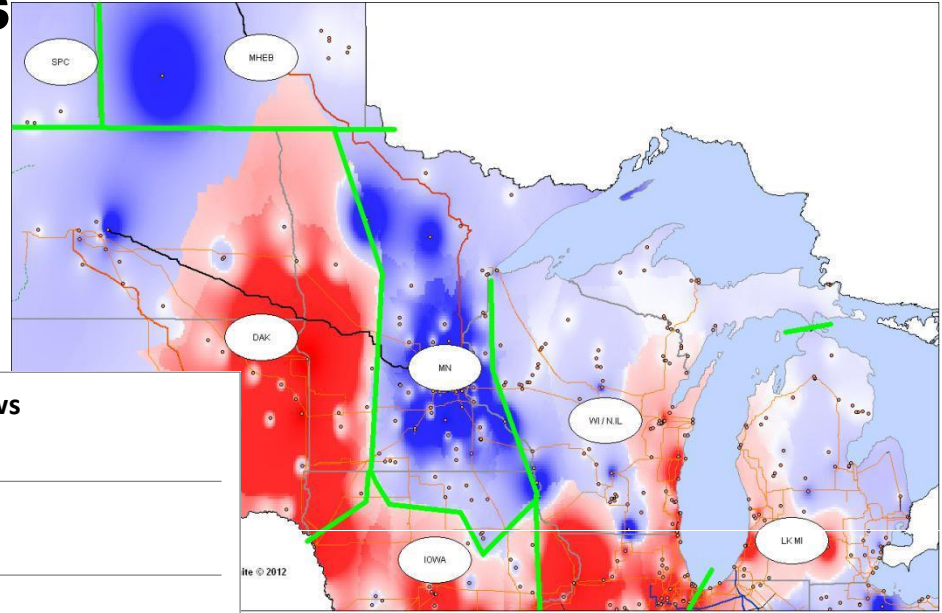 s
SPC
MHEB
DAK
MN
WI / N.IL
LK MI
IOWA
ws
ite © 2012